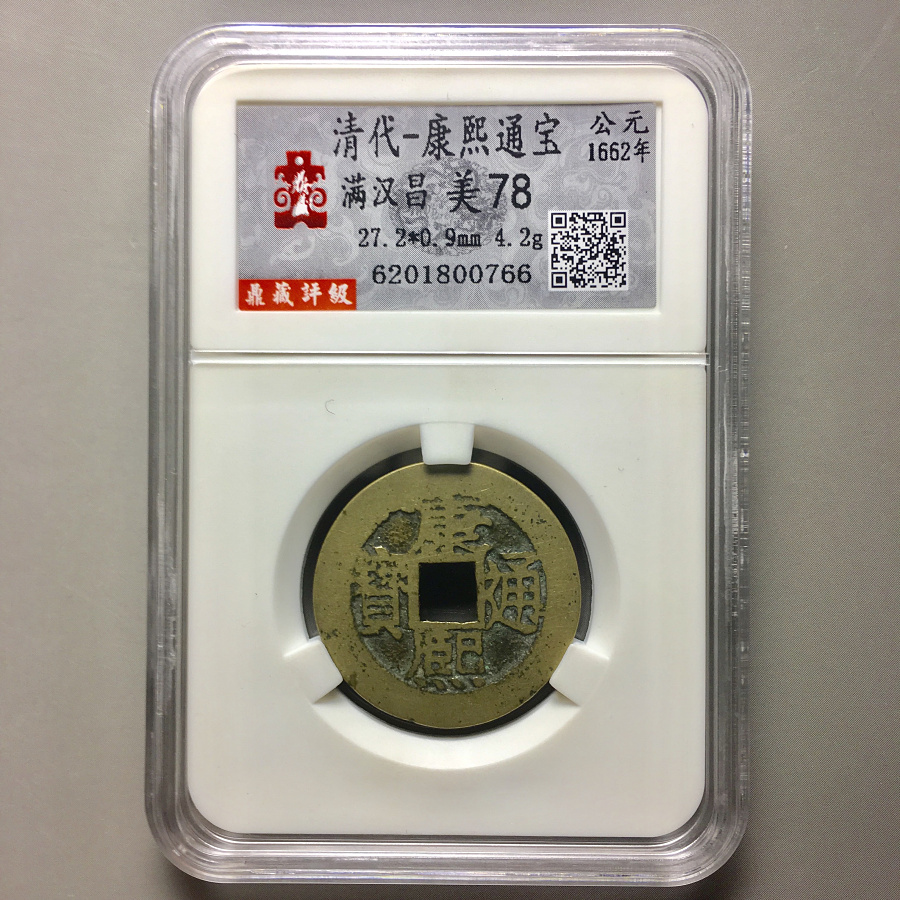 清代-康熙通宝
公元
1662年
满汉昌 美78
27.2*0.9mm 4.2g
6201800766
鼎藏評級
康熙通寶